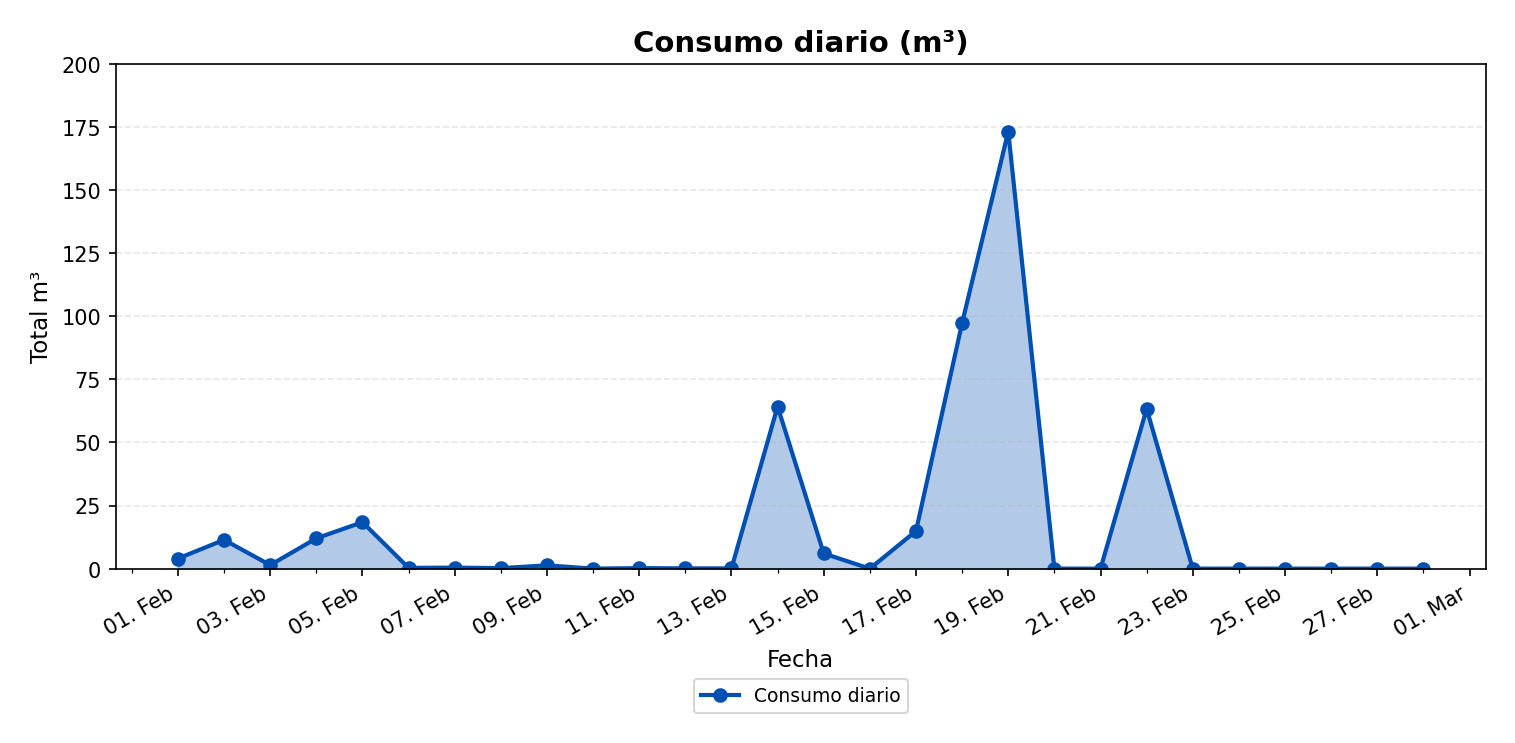 Consumo diario (m³)
Total m³
200
175
150
125
100
75
50
25
0
01. Feb
03. Feb
05. Feb
07. Feb
09. Feb
11. Feb
13. Feb
15. Feb
17. Feb
19. Feb
21. Feb
23. Feb
25. Feb
27. Feb
01. Mar
Fecha
Consumo diario